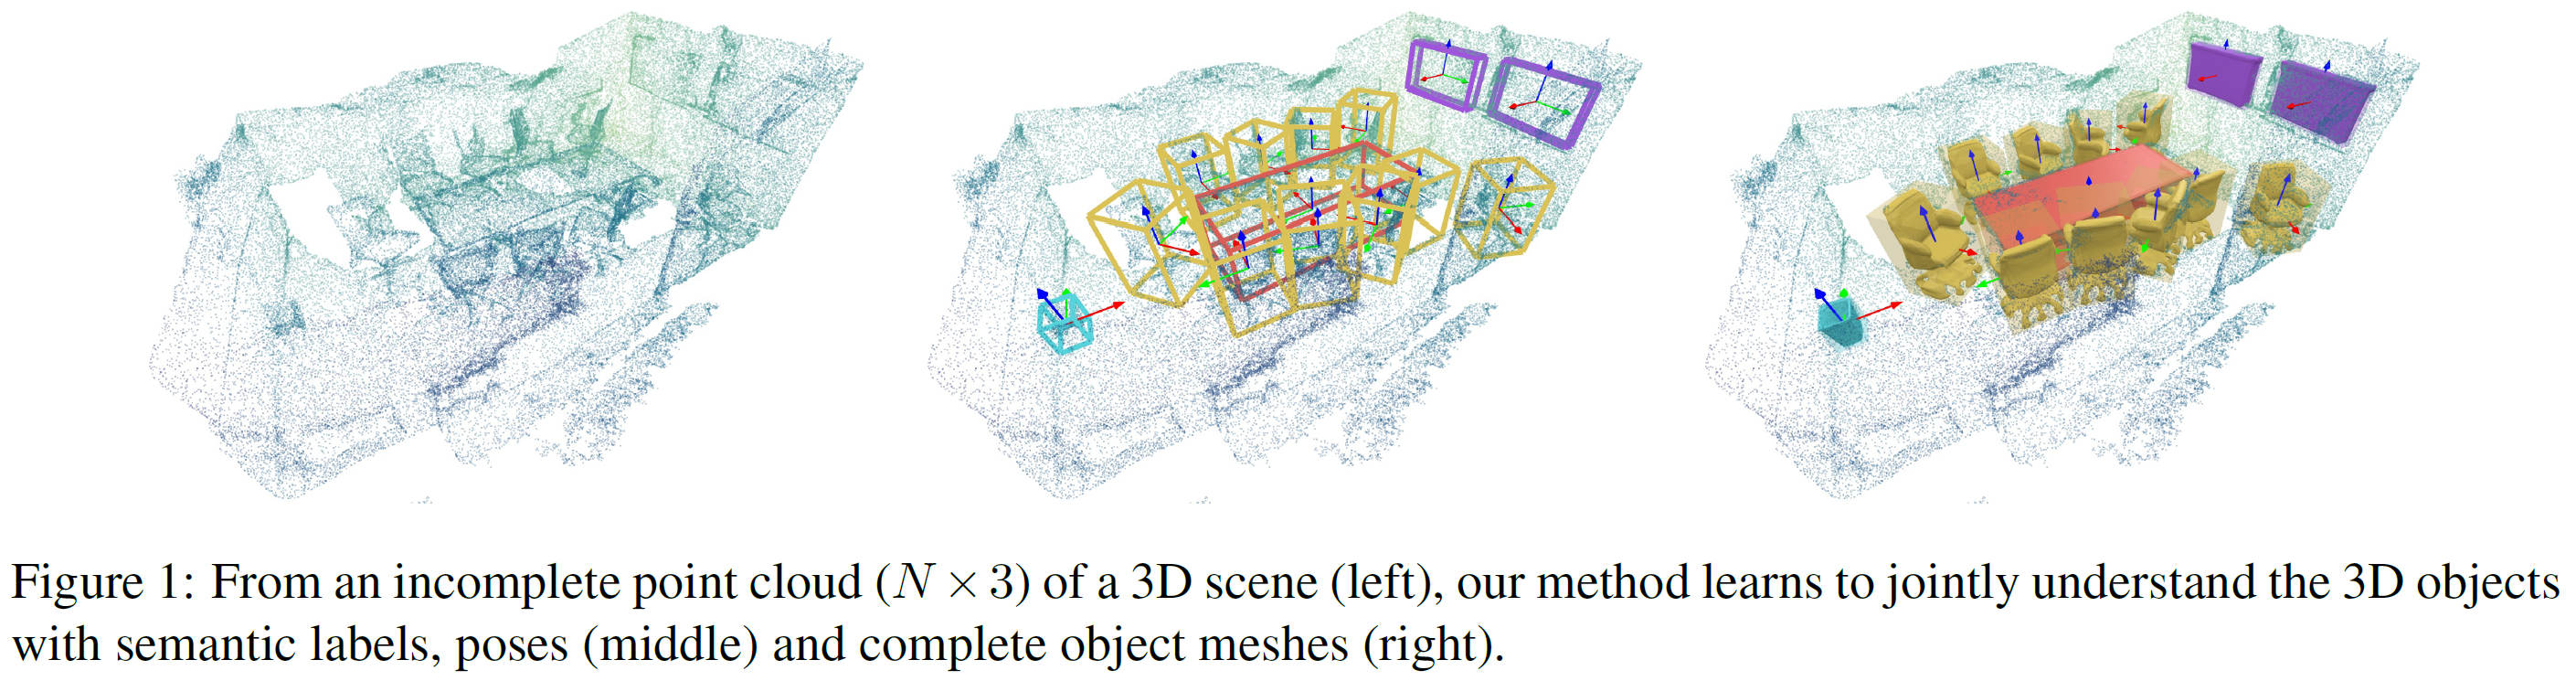 Figure 1: From an incomplete point cloud (N × 3) of a 3D scene (left), our method learns to jointly understand the 3D objects
with semantic labels, poses (middle) and complete object meshes (right).